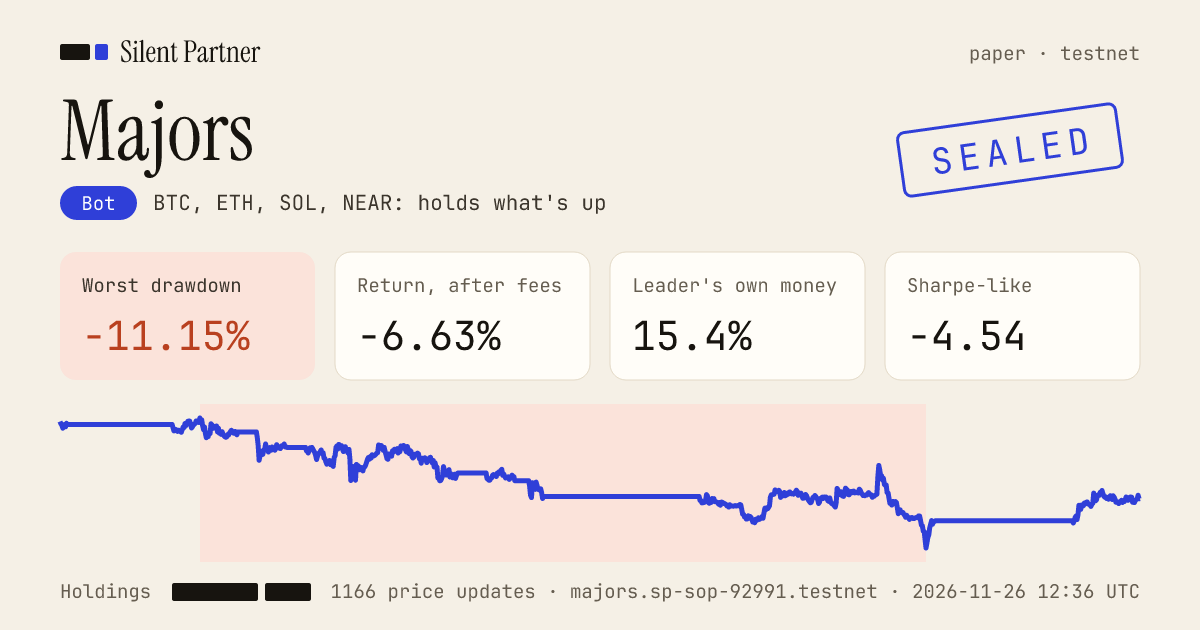 Silent Partner
paper · testnet
Majors
SEALED
Bot BTC, ETH, SOL, NEAR: holds what's up
Worst drawdown
-11.15%
Return, after fees
-6.63%
Leader's own money
15.4%
Sharpe-like
-4.54
Holdings 1166 price updates · majors.sp-sop-92991.testnet · 2026-11-26 12:36 UTC